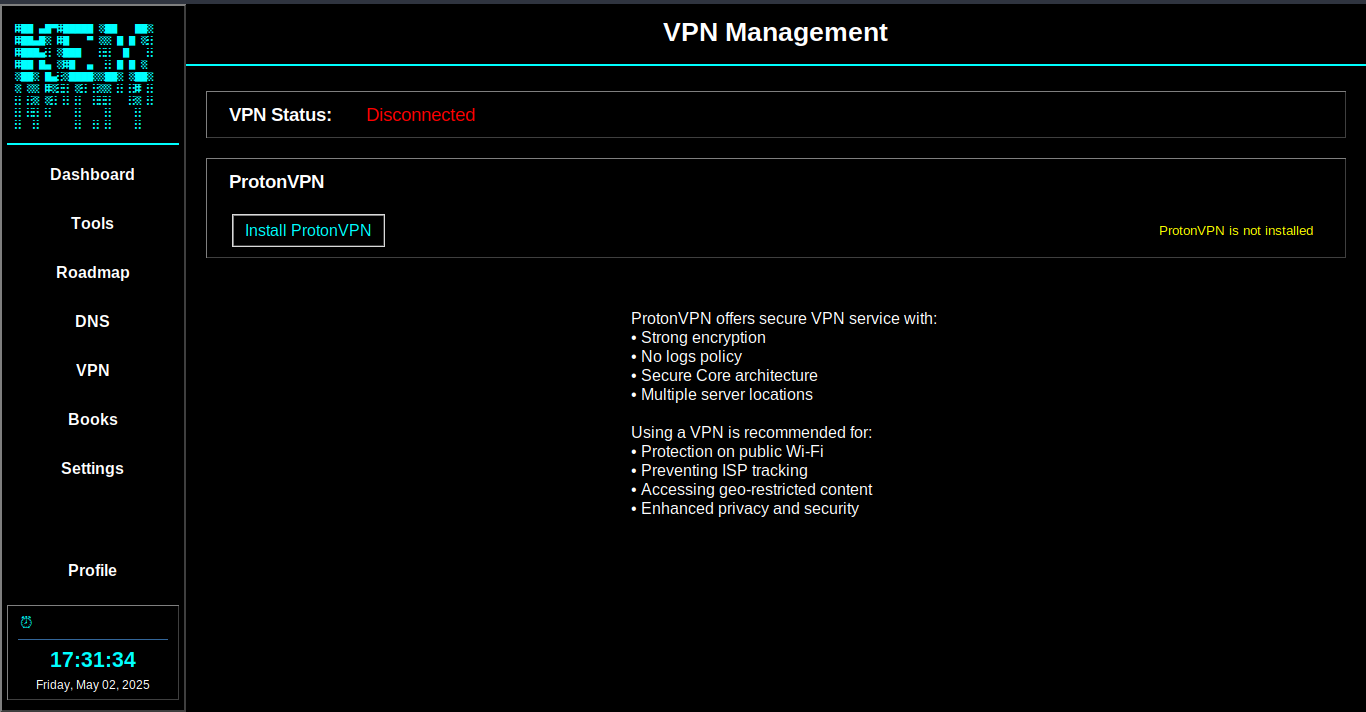 VPN Management
VPN Status: Disconnected
ProtonVPN
Install ProtonVPN
ProtonVPN is not installed
ProtonVPN offers secure VPN service with:
• Strong encryption
• No logs policy
• Secure Core architecture
• Multiple server locations
Using a VPN is recommended for:
• Protection on public Wi-Fi
• Preventing ISP tracking
• Accessing geo-restricted content
• Enhanced privacy and security
Dashboard
Tools
Roadmap
DNS
VPN
Books
Settings
Profile
17:31:34
Friday, May 02, 2025